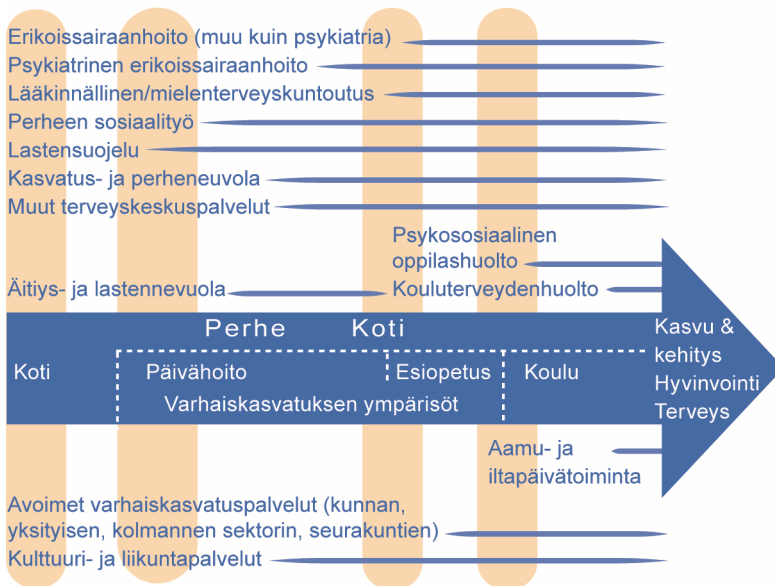 Erikoissairaanhoito (muu kuin psykiatria)
Psykiatrinen erikoissairaanhoito
Lääkinnällinen/mielenterveyskuntoutus
Perheen sosiaalityö
Lastensuojelu
Kasvatus- ja perheneuvola
Muut terveyskeskuspalvelut
Psykososiaalinen
oppilashuolto
Äitiys- ja lastennevuola
Kouluterveydenhuolto
Perhe Koti
Koti
Päivähoito
Esiopetus
Koulu
Varhaiskasvatuksen ympärisöt
Kasvu &
kehitys
Hyvinvointi
Terveys
Aamu- ja
iltapäivätoiminta
Avoimet varhaiskasvatuspalvelut (kunnan,
yksityisen, kolmannen sektorin, seurakuntien)
Kulttuuri- ja liikuntapalvelut